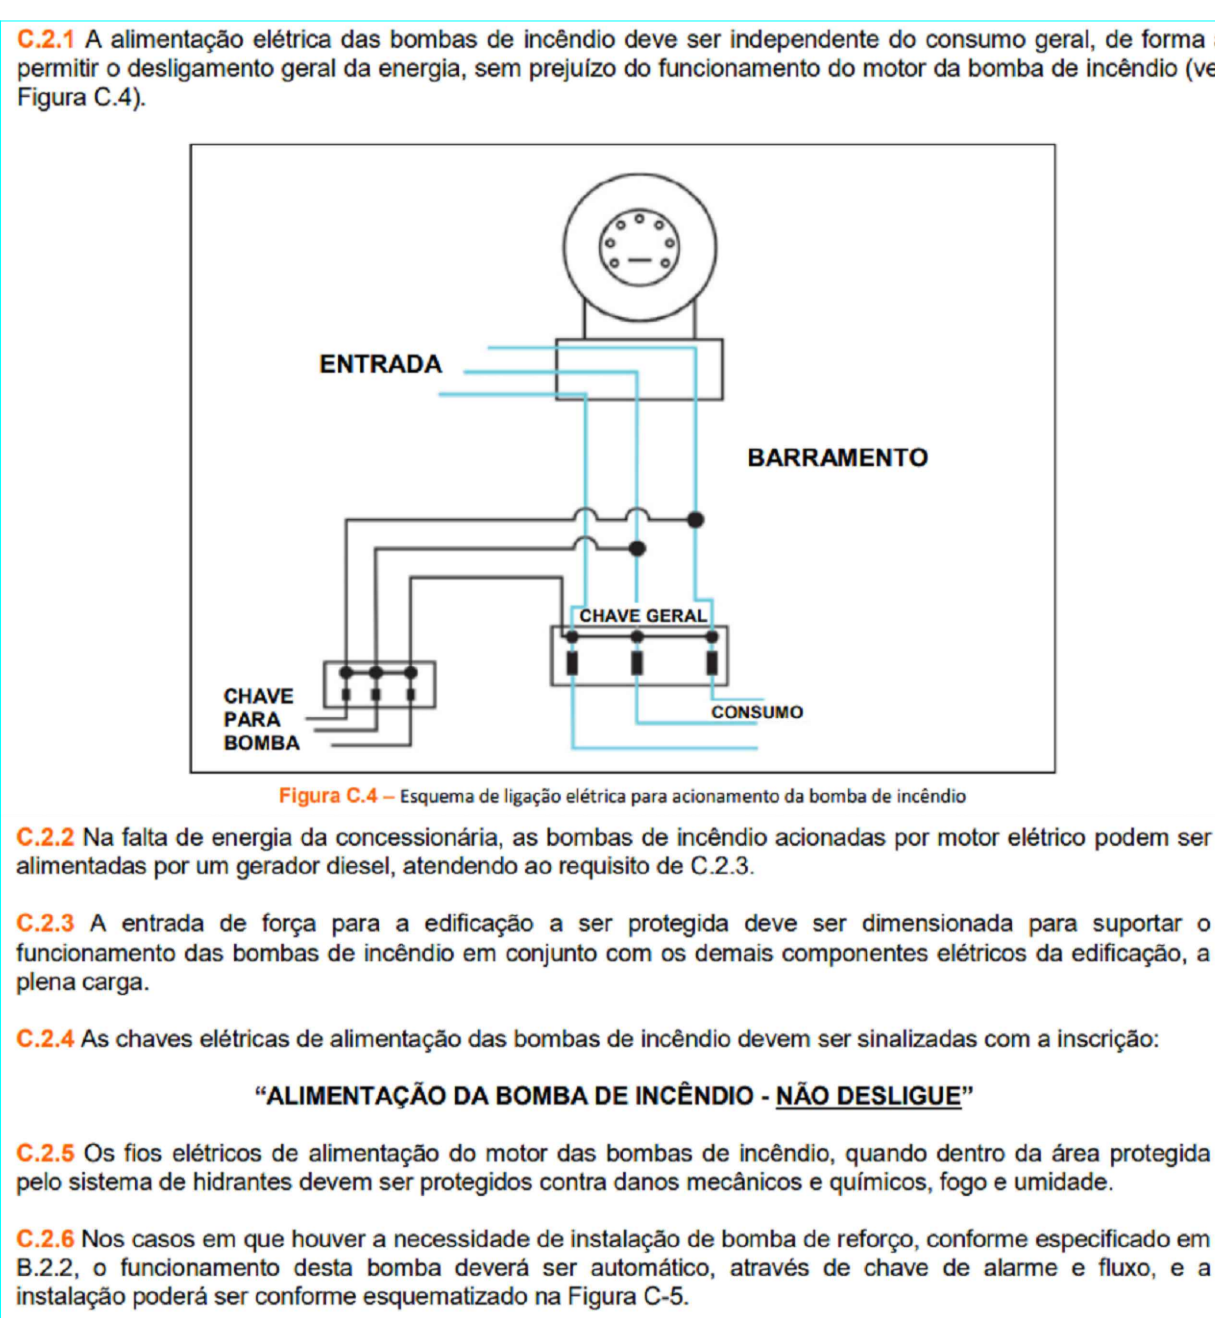 C.2.1 A alimentação elétrica das bombas de incêndio deve ser independente do consumo geral, de forma
permitir o desligamento geral da energia, sem prejuízo do funcionamento do motor da bomba de incêndio (ve
Figura C.4).
ENTRADA
BARRAMENTO
CHAVE GERAL
CHAVE
PARA
BOMBA
CONSUMO
Figura C.4 – Esquema de ligação elétrica para acionamento da bomba de incêndio
C.2.2 Na falta de energia da concessionária, as bombas de incêndio acionadas por motor elétrico podem ser
alimentadas por um gerador diesel, atendendo ao requisito de C.2.3.
C.2.3 A entrada de força para a edificação a ser protegida deve ser dimensionada para suportar o
funcionamento das bombas de incêndio em conjunto com os demais componentes elétricos da edificação, a
plena carga.
C.2.4 As chaves elétricas de alimentação das bombas de incêndio devem ser sinalizadas com a inscrição:
“ALIMENTAÇÃO DA BOMBA DE INCÊNDIO - NÃO DESLIGUE”
C.2.5 Os fios elétricos de alimentação do motor das bombas de incêndio, quando dentro da área protegida
pelo sistema de hidrantes devem ser protegidos contra danos mecânicos e químicos, fogo e umidade.
C.2.6 Nos casos em que houver a necessidade de instalação de bomba de reforço, conforme especificado em
B.2.2, o funcionamento desta bomba deverá ser automático, através de chave de alarme e fluxo, e a
instalação poderá ser conforme esquematizado na Figura C-5.